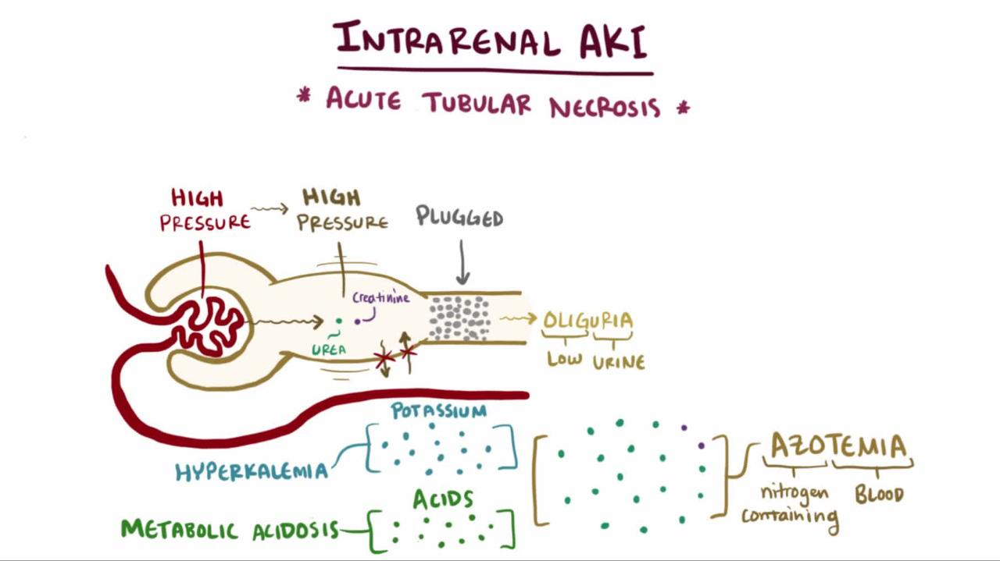 INTRARENAL AKI
* ACUTE TUBULAR NECROSIS *
HIGH
PRESSURE
HIGH
PRESSURE
PLUGGED
Creatinine
UREA
OLIGURIA
LOW URINE
POTASSIUM
HYPERKALEMIA
ACIDS
METABOLIC ACIDOSIS
AZOTEMIA
nitrogen
containing
BLOOD